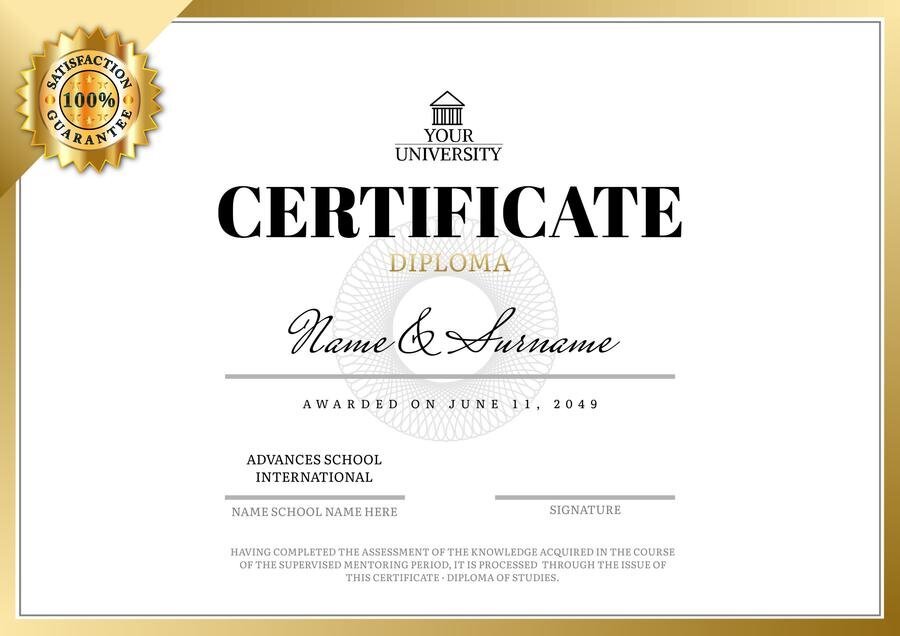 SATISFACTION
100%
GUARANTEE
YOUR
UNIVERSITY
CERTIFICATE
DIPLOMA
Name & Surname
AWARDED ON JUNE 11, 2049
ADVANCES SCHOOL
INTERNATIONAL
NAME SCHOOL NAME HERE
SIGNATURE
HAVING COMPLETED THE ASSESSMENT OF THE KNOWLEDGE ACQUIRED IN THE COURSE
OF THE SUPERVISED MENTORING PERIOD, IT IS PROCESSED THROUGH THE ISSUE OF
THIS CERTIFICATE · DIPLOMA OF STUDIES.